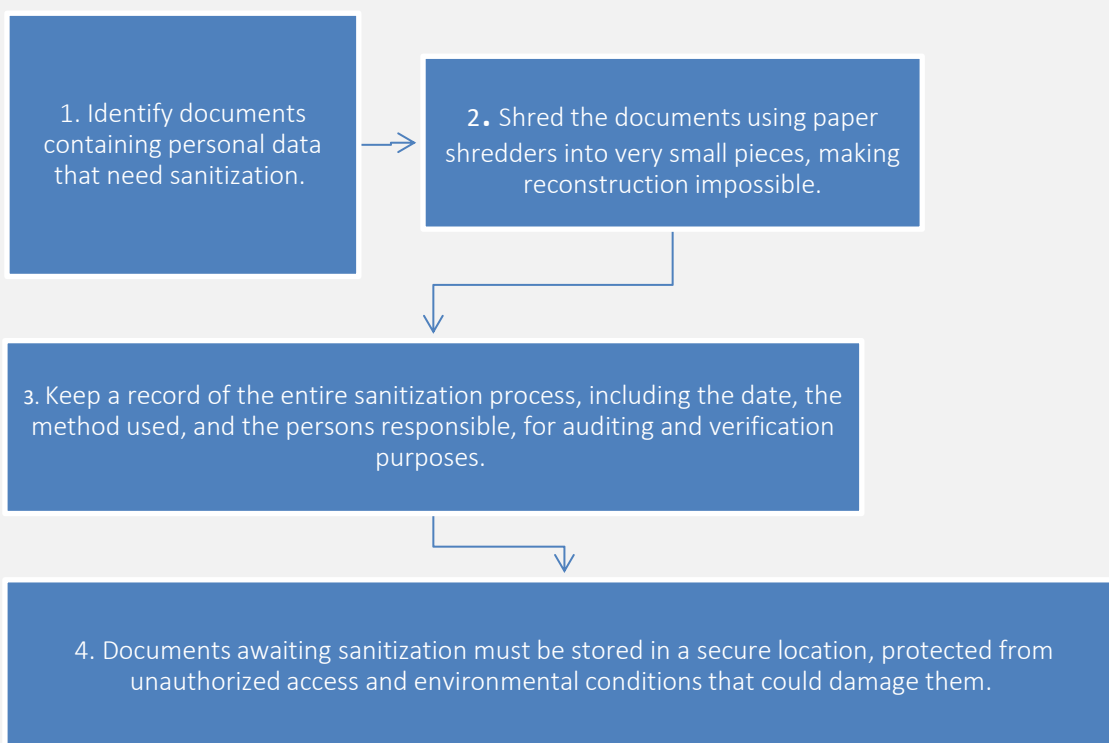 1. Identify documents
containing personal data
that need sanitization.
2. Shred the documents using paper
shredders into very small pieces, making
reconstruction impossible.
3. Keep a record of the entire sanitization process, including the date, the
method used, and the persons responsible, for auditing and verification
purposes.
4. Documents awaiting sanitization must be stored in a secure location, protected from
unauthorized access and environmental conditions that could damage them.